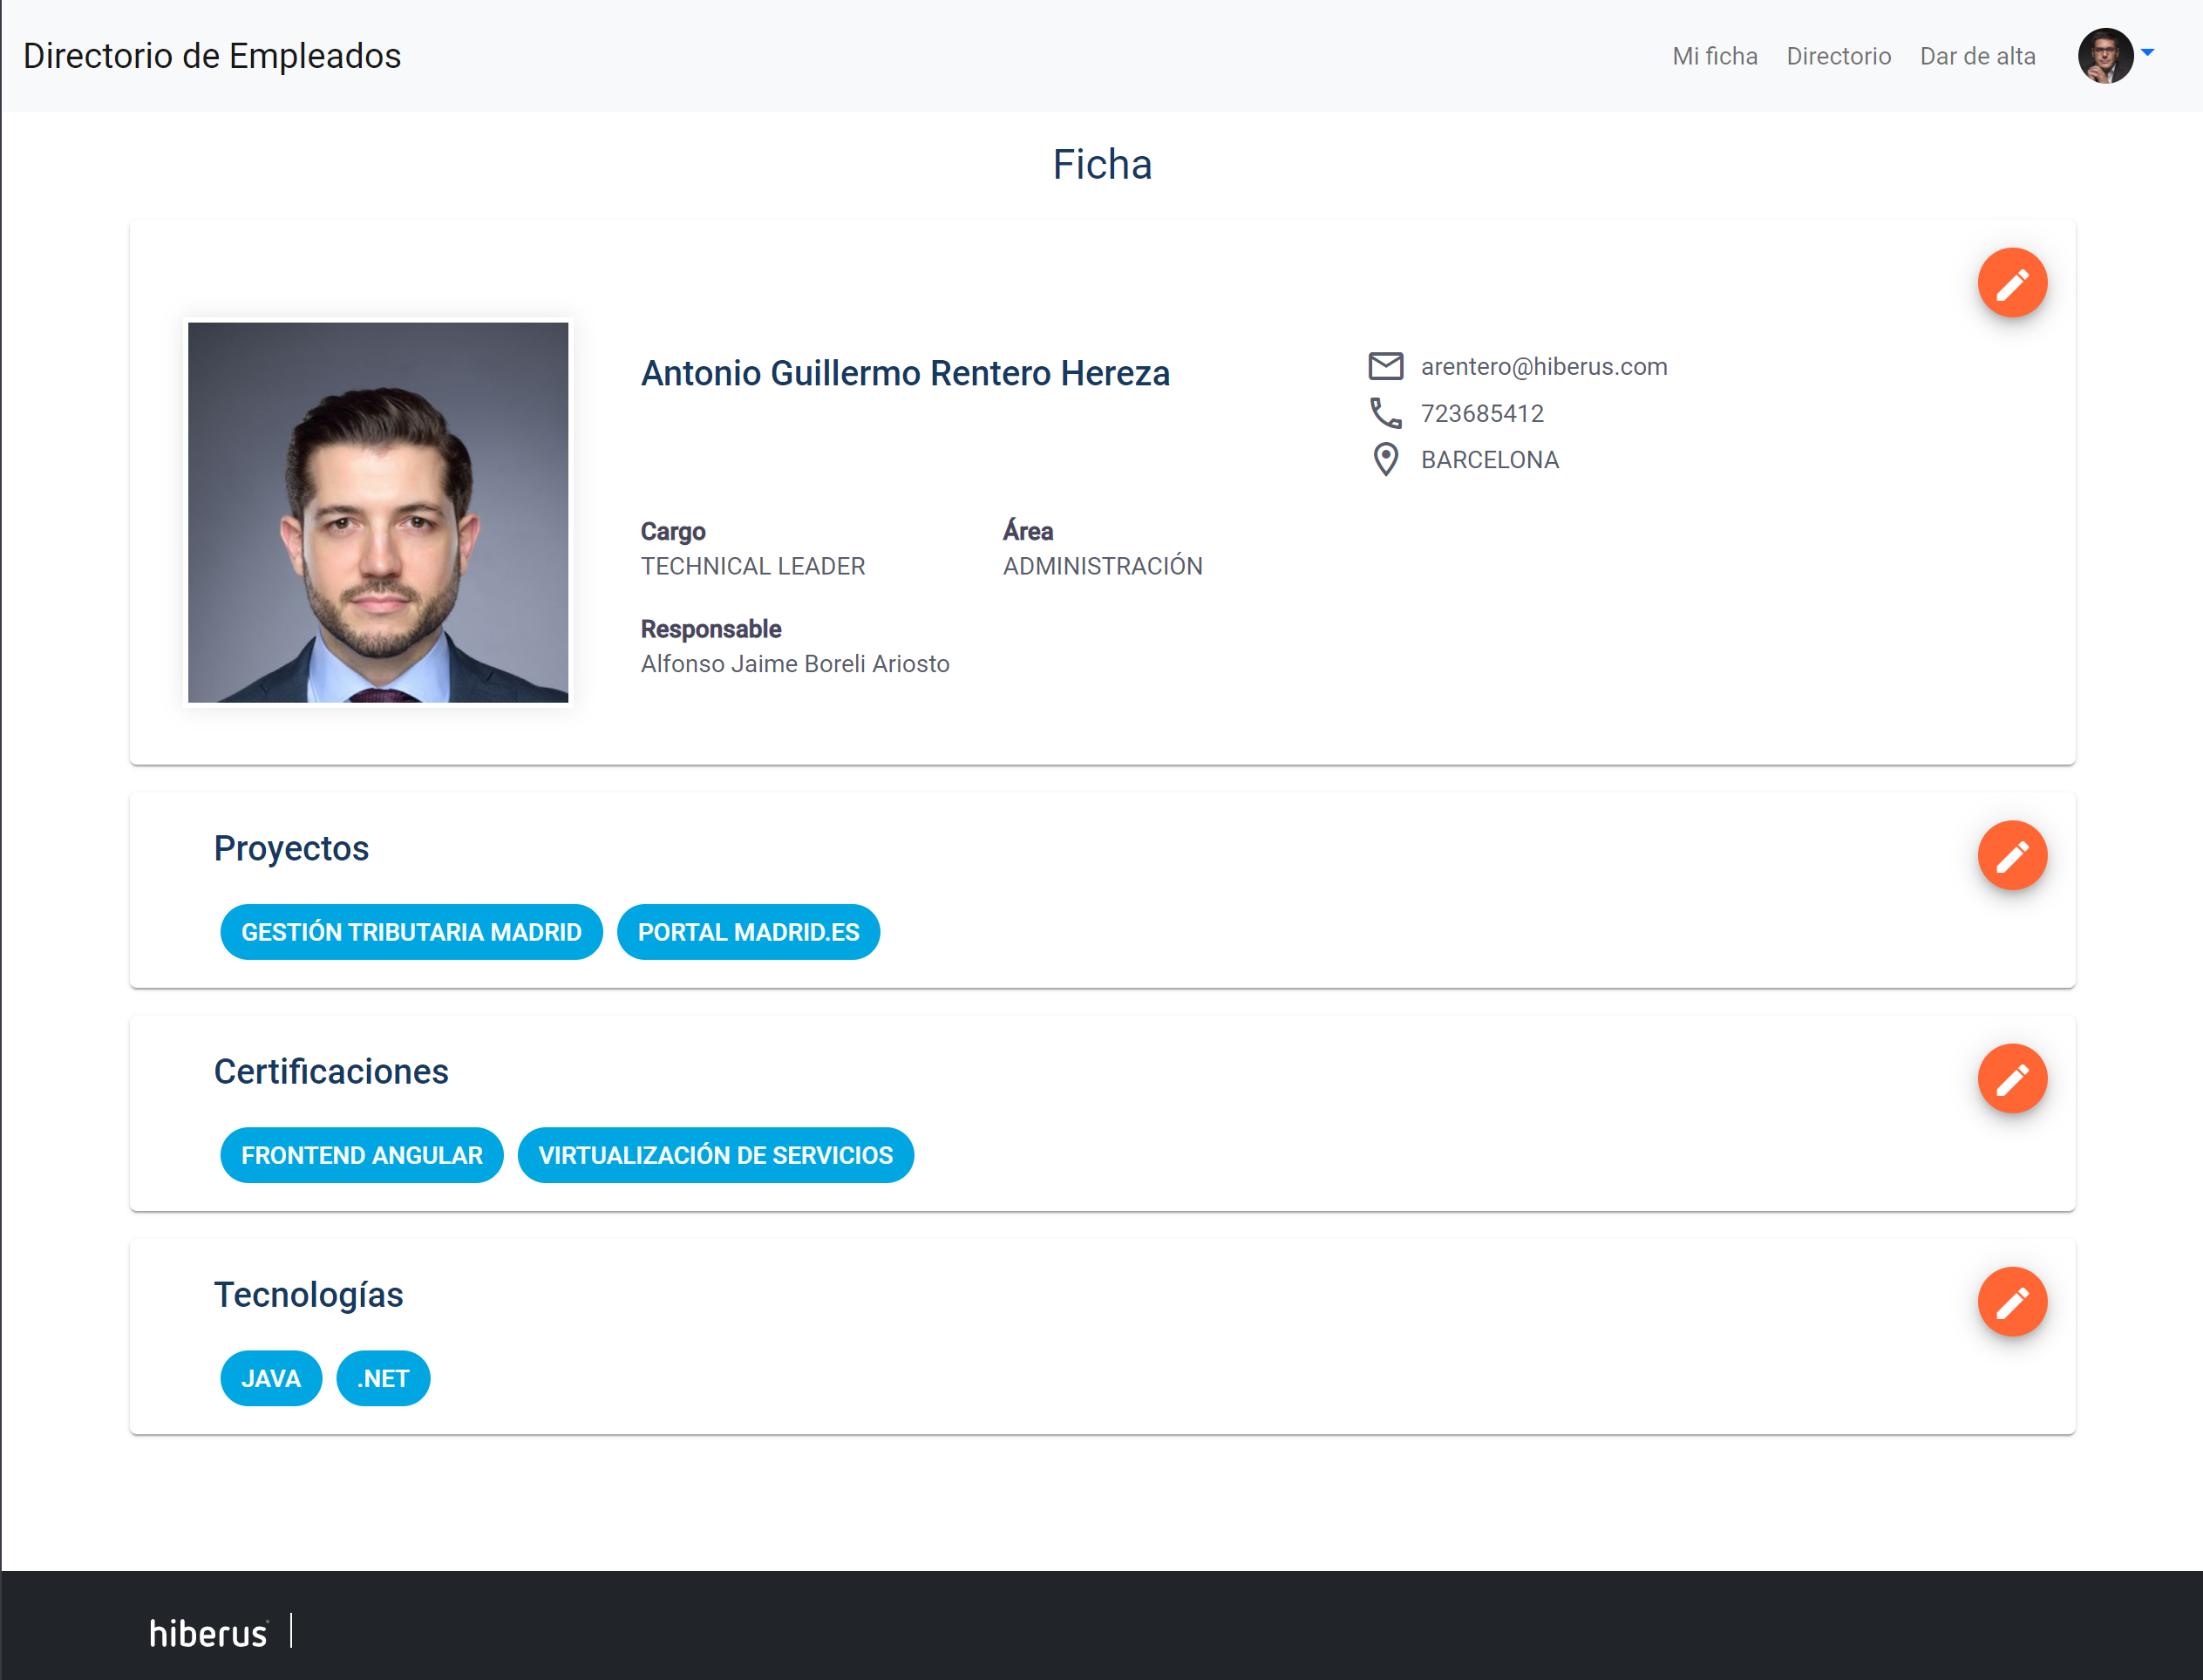 Directorio de Empleados
Mi ficha
Directorio
Dar de alta
Ficha
Antonio Guillermo Rentero Hereza
arentero@hiberus.com
723685412
BARCELONA
Cargo
TECHNICAL LEADER
Área
ADMINISTRACIÓN
Responsable
Alfonso Jaime Boreli Ariosto
Proyectos
GESTIÓN TRIBUTARIA MADRID
PORTAL MADRID.ES
Certificaciones
FRONTEND ANGULAR
VIRTUALIZACIÓN DE SERVICIOS
Tecnologías
JAVA
.NET
hiberus